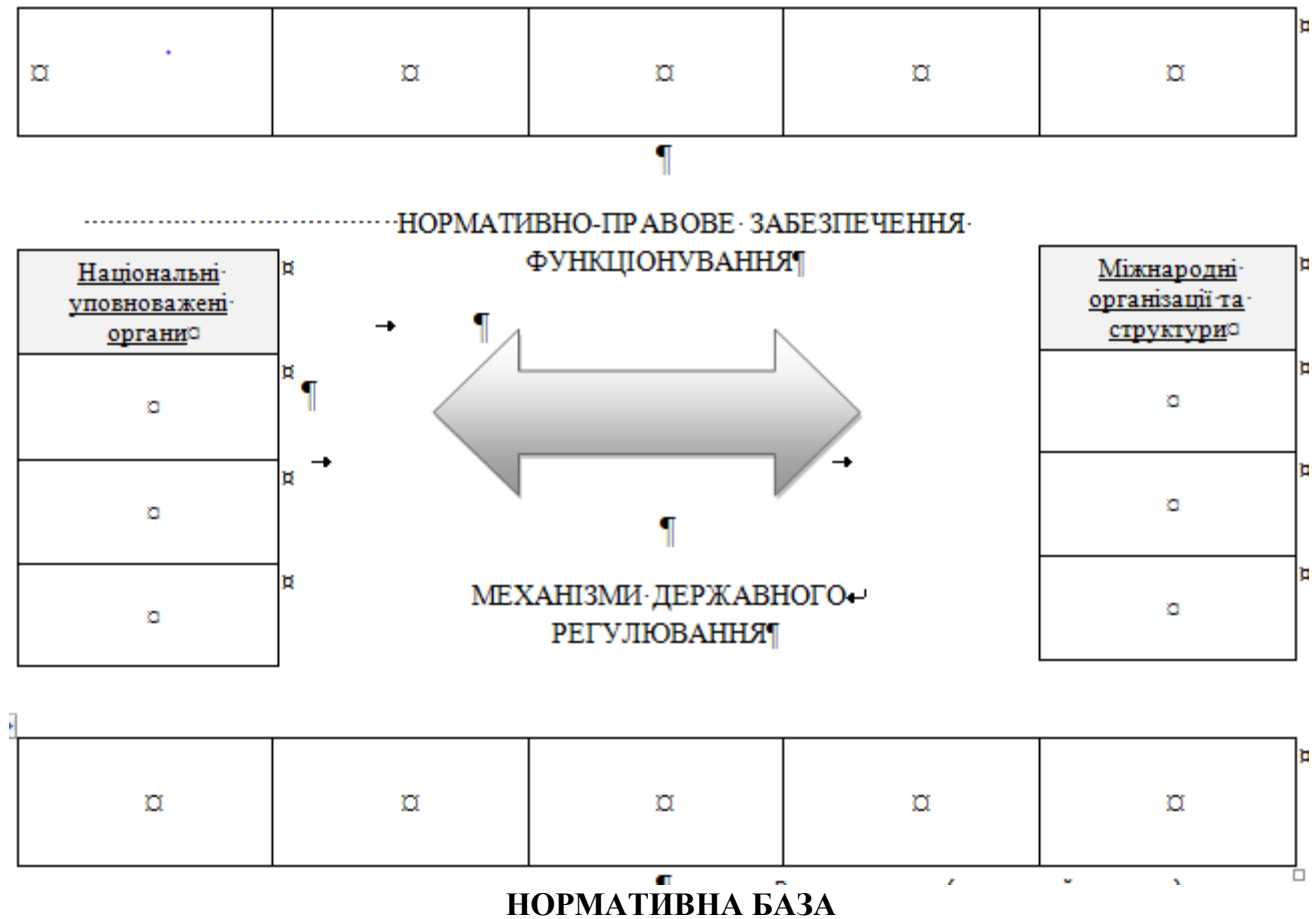 НОРМАТИВНО-ПРАВОВЕ ЗАБЕЗПЕЧЕННЯ
ФУНКЦІОНУВАННЯ
Національні
уповноважені
органи
Міжнародні
організації та
структури
МЕХАНІЗМИ ДЕРЖАВНОГО
РЕГУЛЮВАННЯ
НОРМАТИВНА БАЗА